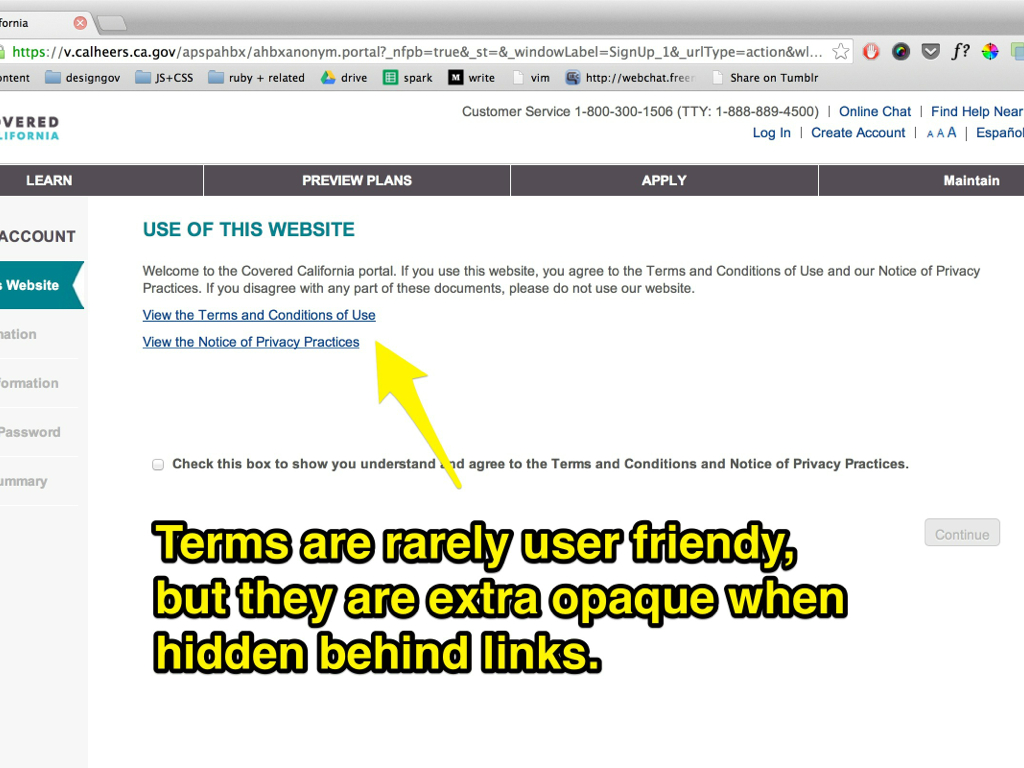 fornia
https://v.calheers.ca.gov/apspahbx/ahbxanonym.portal?_nfpb=true&_st=&_windowLabel=SignUp_1&_urlType=action&wl...
f?
ontent designgov JS+CSS ruby + related drive spark write vim http://webchat.freen Share on Tumblr
OVERED
LIFORNIA
Customer Service 1-800-300-1506 (TTY: 1-888-889-4500) | Online Chat | Find Help Near
Log In | Create Account | A A A | Español
LEARN PREVIEW PLANS APPLY Maintain
ACCOUNT
s Website
mation
formation
Password
ummary
USE OF THIS WEBSITE
Welcome to the Covered California portal. If you use this website, you agree to the Terms and Conditions of Use and our Notice of Privacy
Practices. If you disagree with any part of these documents, please do not use our website.
View the Terms and Conditions of Use
View the Notice of Privacy Practices
Check this box to show you understand and agree to the Terms and Conditions and Notice of Privacy Practices.
Continue
Terms are rarely user friendy,
but they are extra opaque when
hidden behind links.